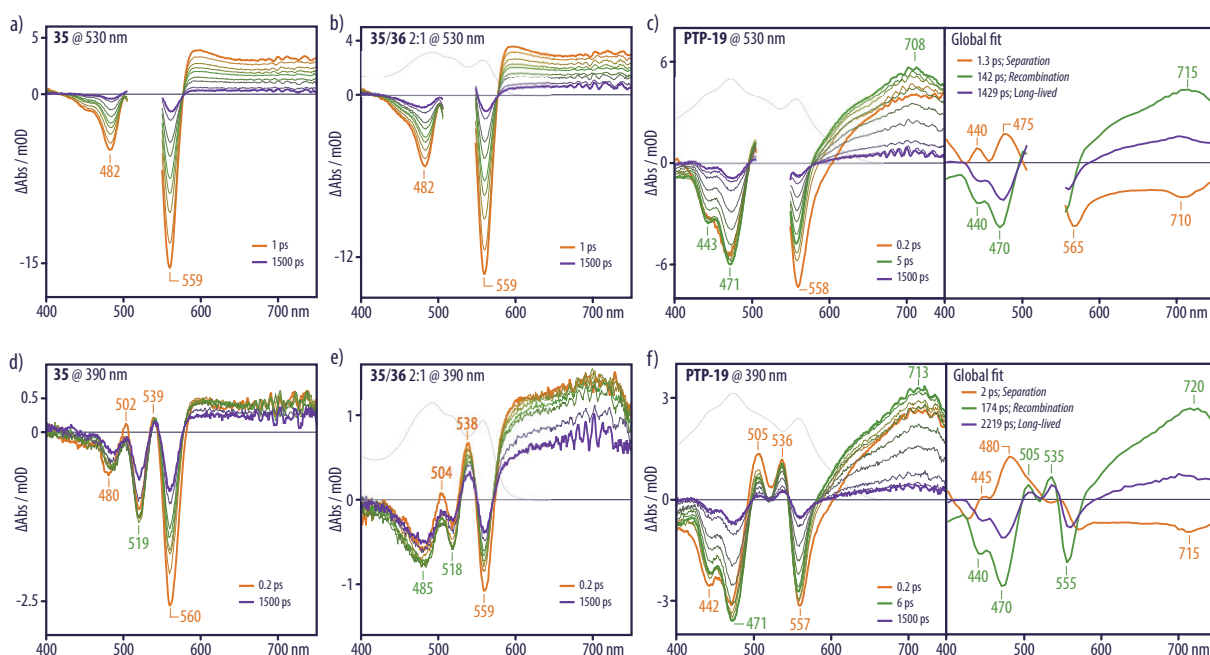 a)
35 @ 530 nm
5
0
-15
ΔAbs / mOD
482
559
1 ps
1500 ps
400
500
600
700 nm
b)
35/36 2:1 @ 530 nm
4
0
-12
ΔAbs / mOD
482
559
1 ps
1500 ps
400
500
600
700 nm
c)
PTP-19 @ 530 nm
6
0
-6
ΔAbs / mOD
708
443
471
558
0.2 ps
5 ps
1500 ps
400
500
600
700
Global fit
1.3 ps; Separation
142 ps; Recombination
1429 ps; Long-lived
715
440
475
440
470
565
710
400
500
600
700 nm
d)
35 @ 390 nm
0.5
0
-1.0
-2.5
ΔAbs / mOD
502
539
480
519
560
0.2 ps
1500 ps
400
500
600
700 nm
e)
35/36 2:1 @ 390 nm
1
0
-1
ΔAbs / mOD
538
504
485
518
559
0.2 ps
1500 ps
400
500
600
700 nm
f)
PTP-19 @ 390 nm
3
0
-3
ΔAbs / mOD
713
505
536
442
471
557
0.2 ps
6 ps
1500 ps
400
500
600
700
Global fit
2 ps; Separation
174 ps; Recombination
2219 ps; Long-lived
720
480
505
535
445
440
470
555
715
400
500
600
700 nm